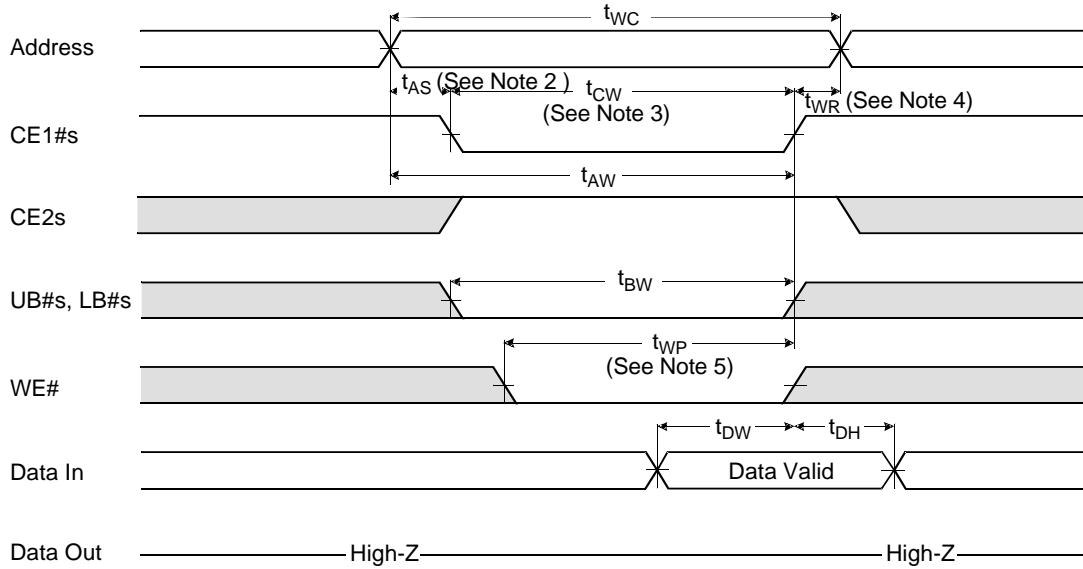 tWC
Address
tAS (See Note 2 )
tCW
(See Note 3)
tWR (See Note 4)
CE1#s
tAW
CE2s
tBW
UB#s, LB#s
tWP
(See Note 5)
WE#
tDW
tDH
Data In
Data Valid
Data Out
High-Z
High-Z